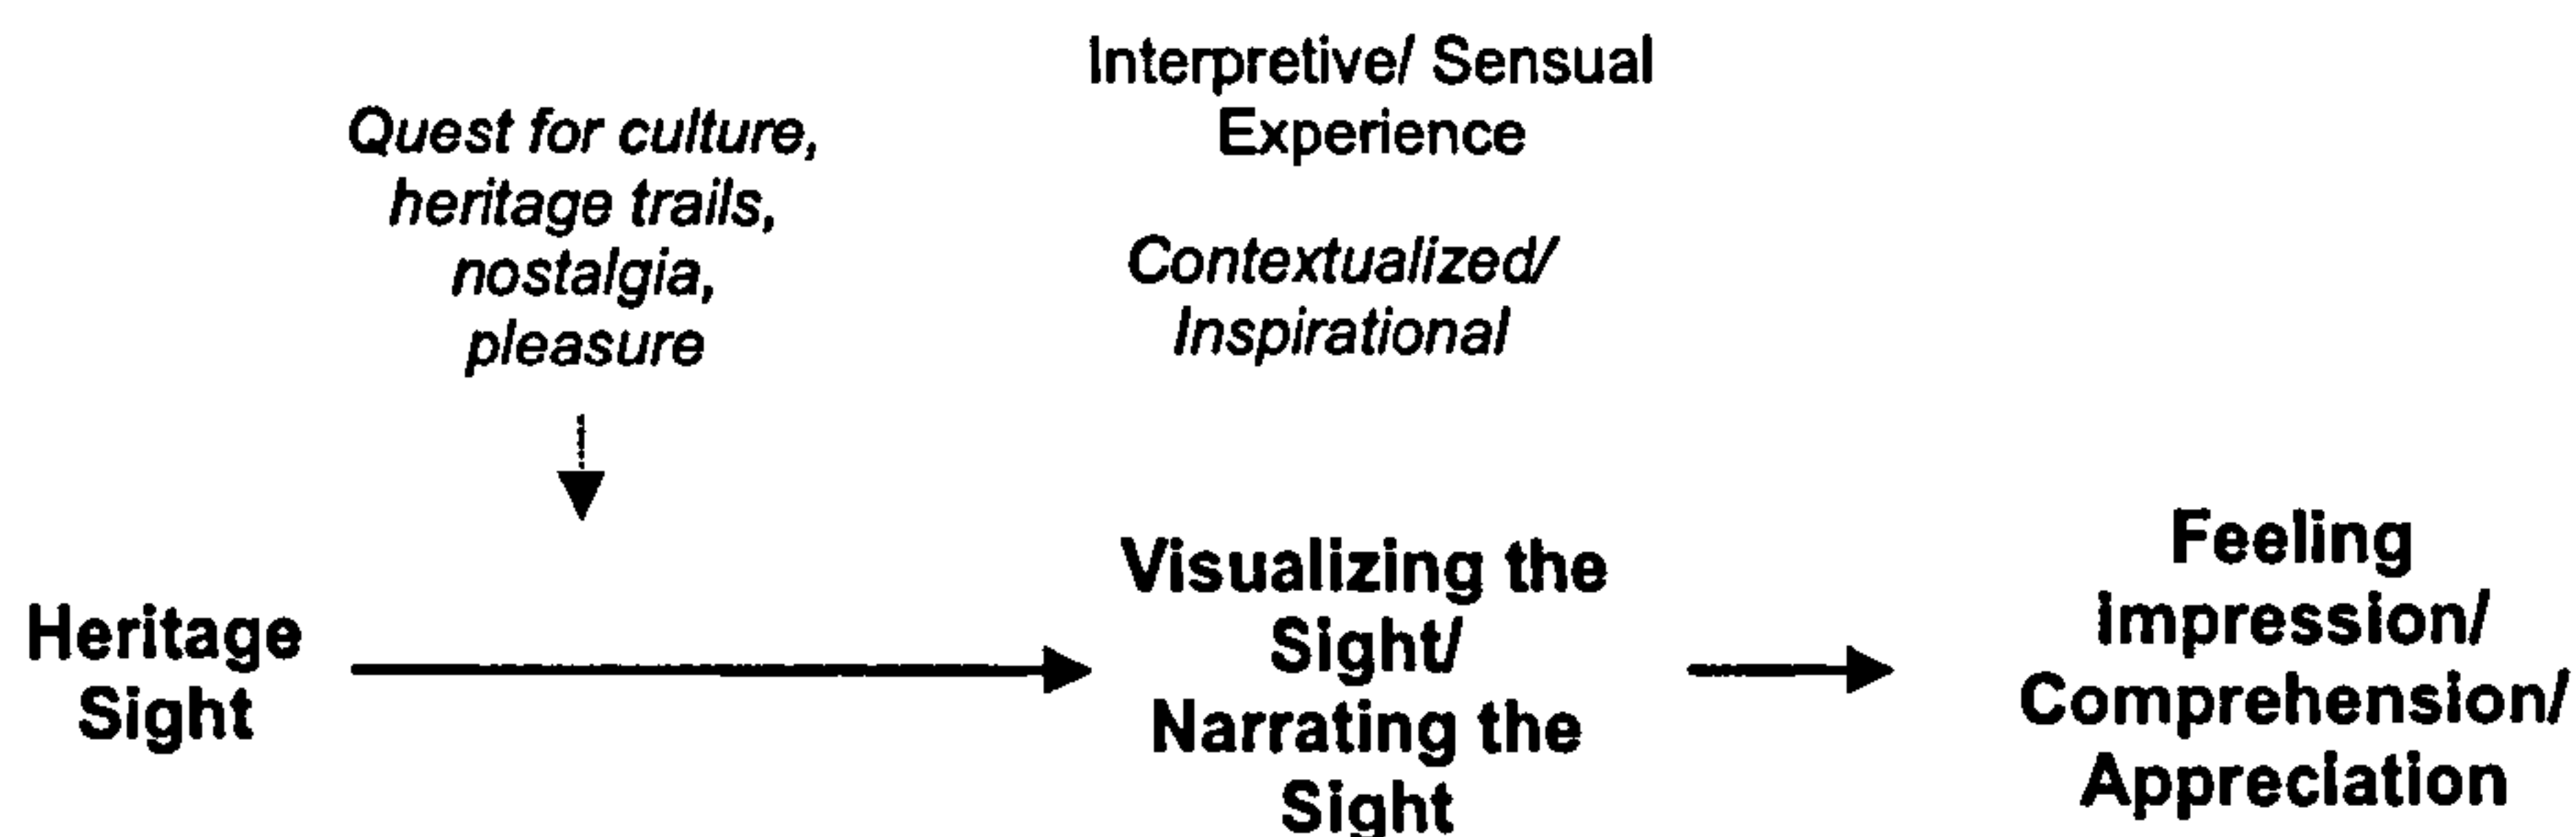 Interpretive/ Sensual
Experience
Quest for culture,
heritage trails,
nostalgia,
pleasure
Contextualized/
Inspirational
Heritage
Sight
Visualizing the
Sight/
Narrating the
Sight
Feeling
Impression/
Comprehension/
Appreciation